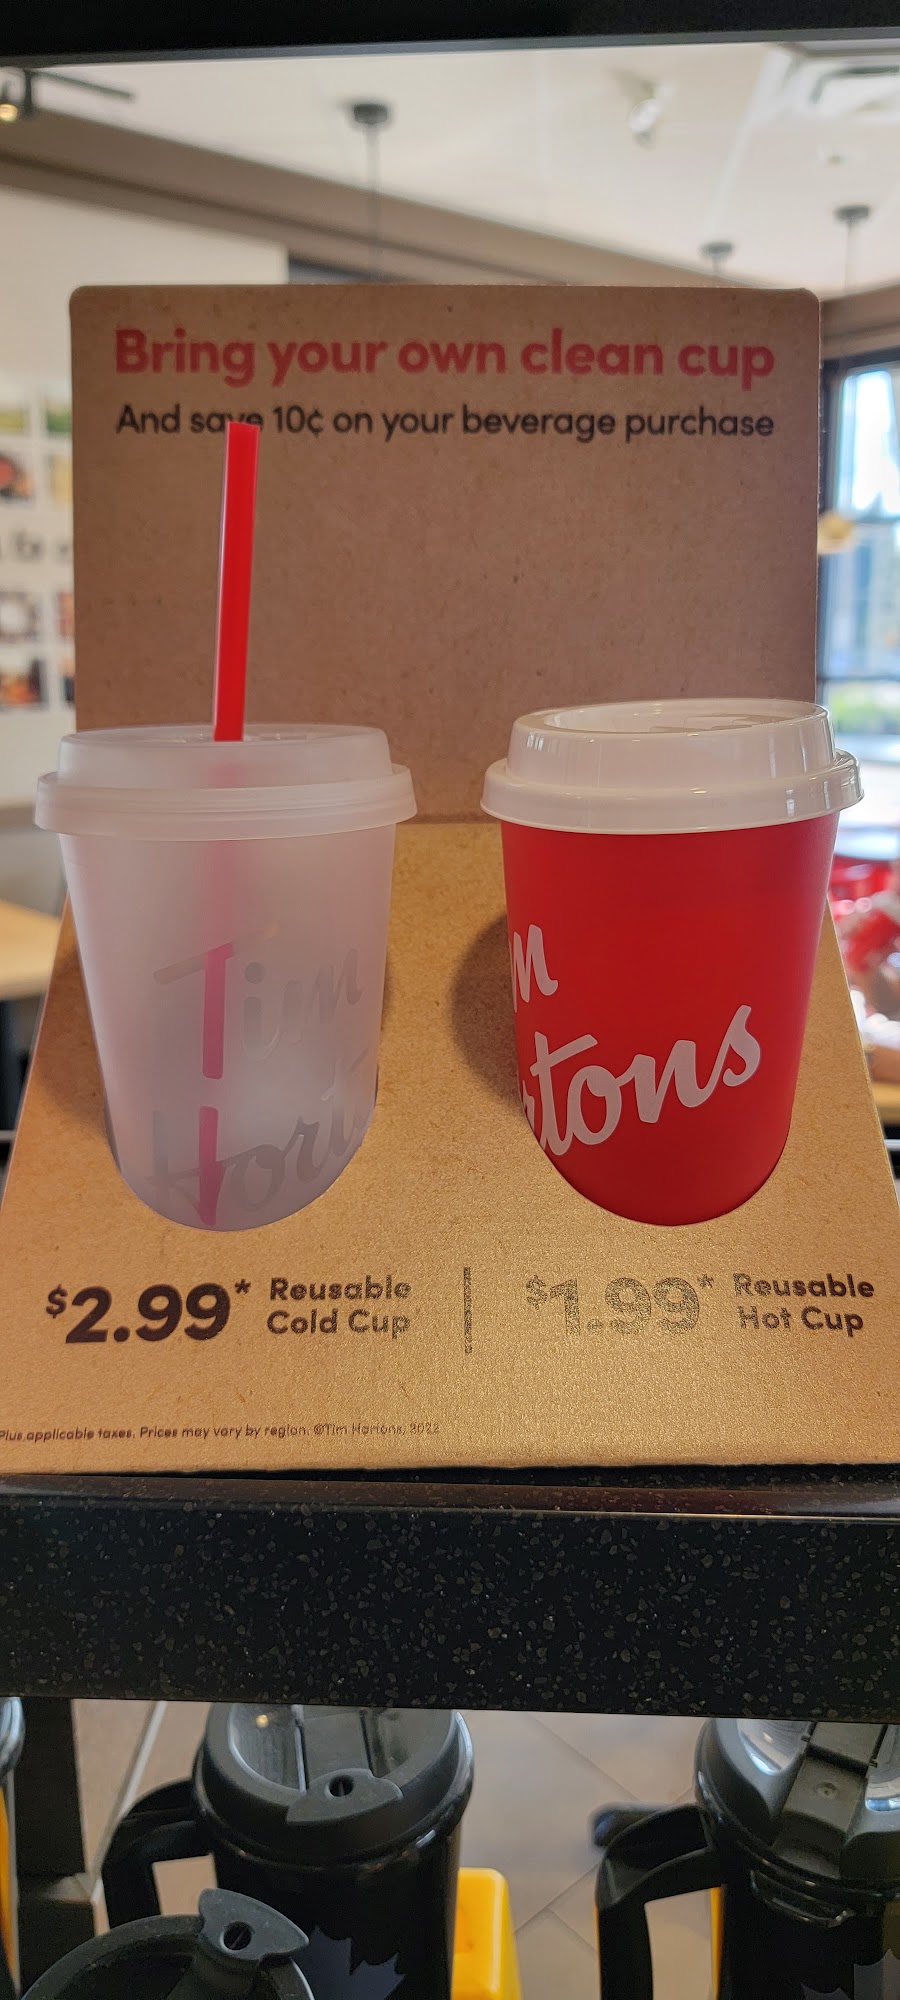 Bring your own clean cup
And save 10¢ on your beverage purchase
Tim
Hort
m
tons
$2.99* Reusable Cold Cup
$1.99* Reusable Hot Cup
Plus applicable taxes. Prices may vary by region. ©Tim Hortons, 2022